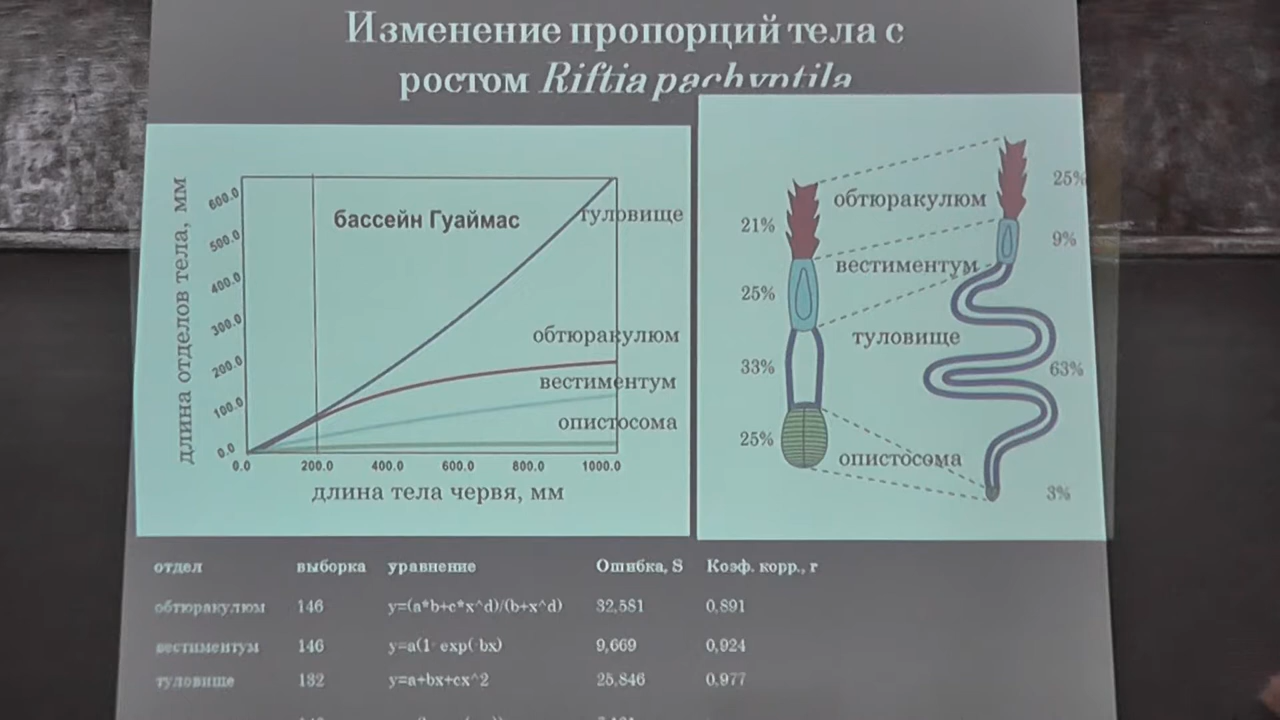 Изменение пропорций тела с
ростом Riftia pachyptila
длина отделов тела, мм
600.0
500.0
400.0
300.0
200.0
100.0
0.0
бассейн Гуаймас
туловище
обтюракулюм
вестиментум
опистосома
0.0 200.0 400.0 600.0 800.0 1000.0
длина тела червя, мм
21%
25%
33%
25%
обтюракулюм
вестиментум
туловище
опистосома
25%
9%
63%
3%
отдел выборка уравнение Ошибка, S Коэф. корр., r
обтюракулюм 146 y=(a*b+c*x^d)/(b+x^d) 32,581 0,891
вестиментум 146 y=a(1 exp( bx) 9,669 0,924
туловище 132 y=a+bx+cx^2 25,846 0,977